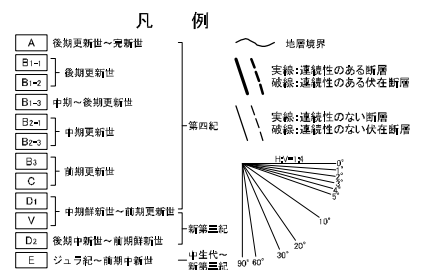 凡 例
A 後期更新世～完新世
B1-1
B1-2
後期更新世
B1-3 中期～後期更新世
B2-1
B2-3
中期更新世
B3
C
前期更新世
D1
V
中期鮮新世～前期更新世
D2 後期中新世～前期鮮新世
E ジュラ紀～前期中新世
第四紀
新第三紀
中生代～
新第三紀
地層境界
実線:連続性のある断層
破線:連続性のある伏在断層
実線:連続性のない断層
破線:連続性のない伏在断層
H:V=1:4
0°
1°
2°
3°
4°
5°
10°
20°
30°
60°
90°